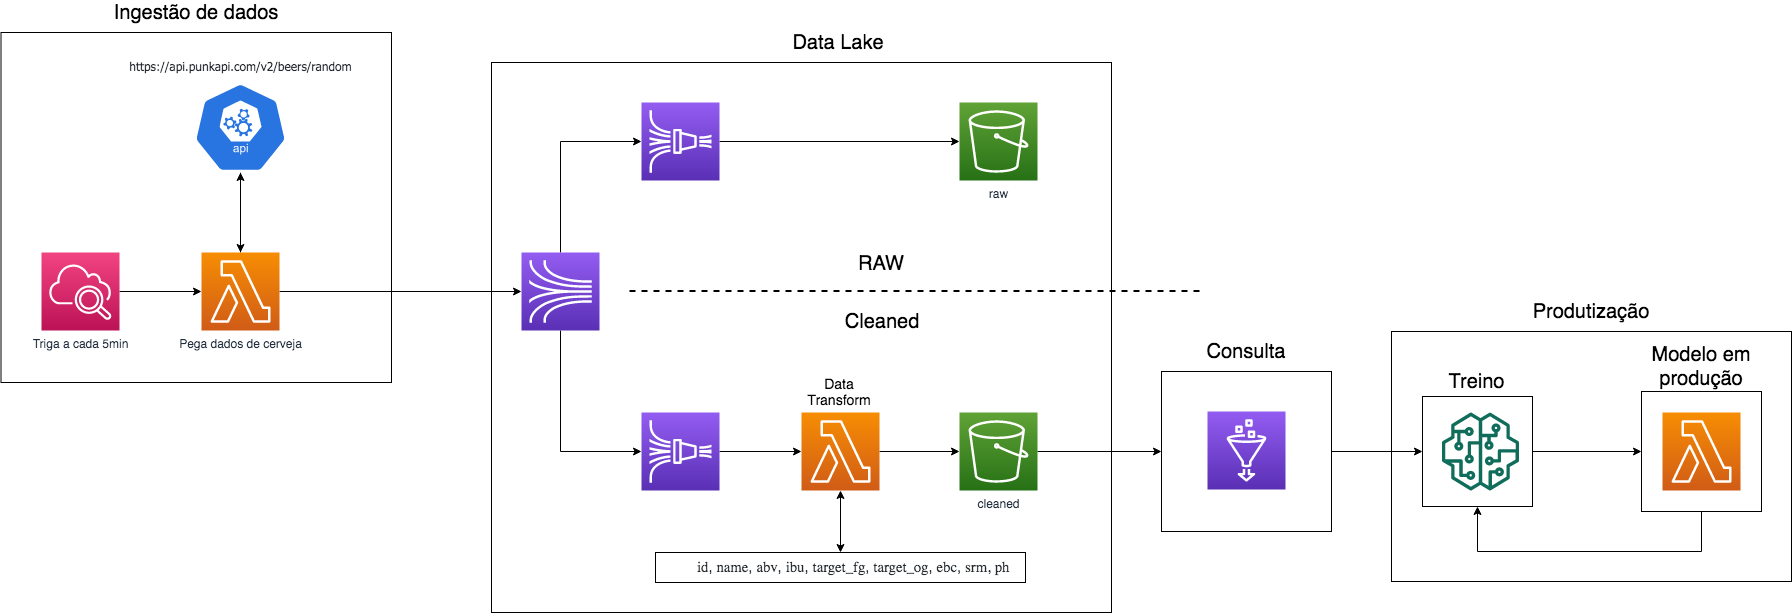 Ingestão de dados
https://api.punkapi.com/v2/beers/random
api
Triga a cada 5min
Pega dados de cerveja
Data Lake
raw
RAW
Cleaned
Data
Transform
cleaned
id, name, abv, ibu, target_fg, target_og, ebc, srm, ph
Consulta
Produtização
Treino
Modelo em
produção